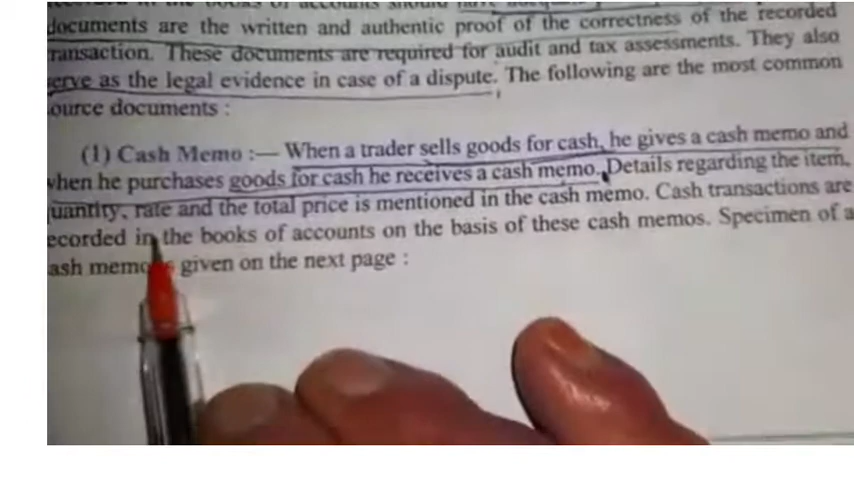 documents are the written and authentic proof of the correctness of the recorded
ransaction. These documents are required for audit and tax assessments. They also
erve as the legal evidence in case of a dispute. The following are the most common
ource documents :
(1) Cash Memo :— When a trader sells goods for cash, he gives a cash memo and
when he purchases goods for cash he receives a cash memo. Details regarding the item,
quantity, rate and the total price is mentioned in the cash memo. Cash transactions are
ecorded in the books of accounts on the basis of these cash memos. Specimen of a
ash memo given on the next page :